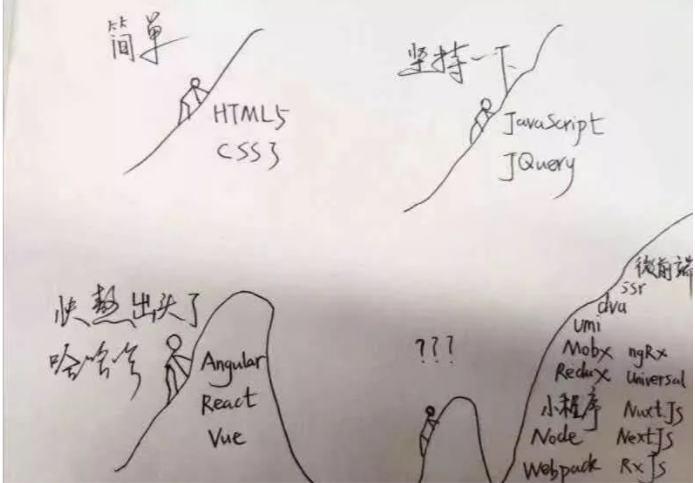 简单
HTML5
CSS3
坚持一下
JavaScript
JQuery
快熬出头了
哈哈哈
Angular
React
Vue
???
微前端
ssr
dva
umi
Mobx ngRx
Redux Universal
小程序 Nuxt.Js
Node NextJs
Webpack RxJs